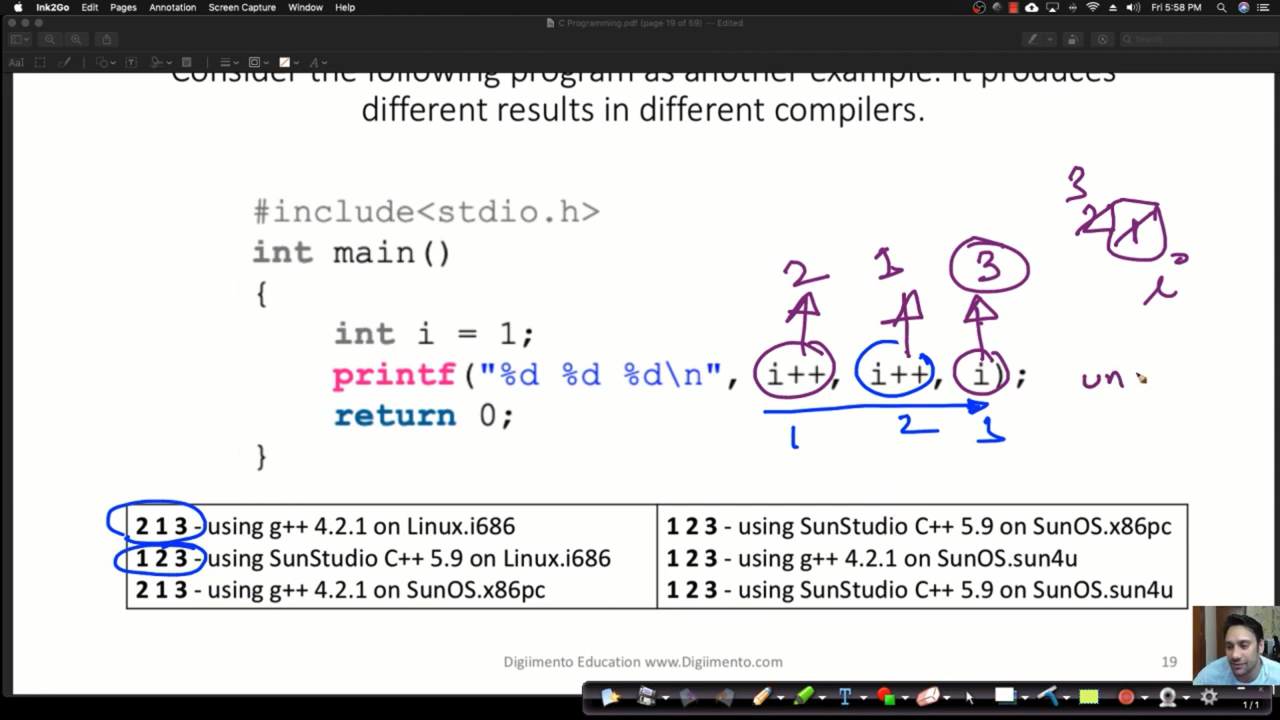 Ink2Go Edit Pages Annotation Screen Capture Window Help Fri 5:58 PM
C Programming.pdf (page 19 of 59) — Edited
Search
Consider the following program as another example. It produces
different results in different compilers.
#include<stdio.h>
int main()
{
int i = 1;
printf("%d %d %d\n", i++, i++, i);
return 0;
}
2 1 3
3
2 1
i
un
1 2 3
2 1 3 - using g++ 4.2.1 on Linux.i686
1 2 3 - using SunStudio C++ 5.9 on Linux.i686
2 1 3 - using g++ 4.2.1 on SunOS.x86pc
1 2 3 - using SunStudio C++ 5.9 on SunOS.x86pc
1 2 3 - using g++ 4.2.1 on SunOS.sun4u
1 2 3 - using SunStudio C++ 5.9 on SunOS.sun4u
Digiimento Education www.Digiimento.com
19
1/1